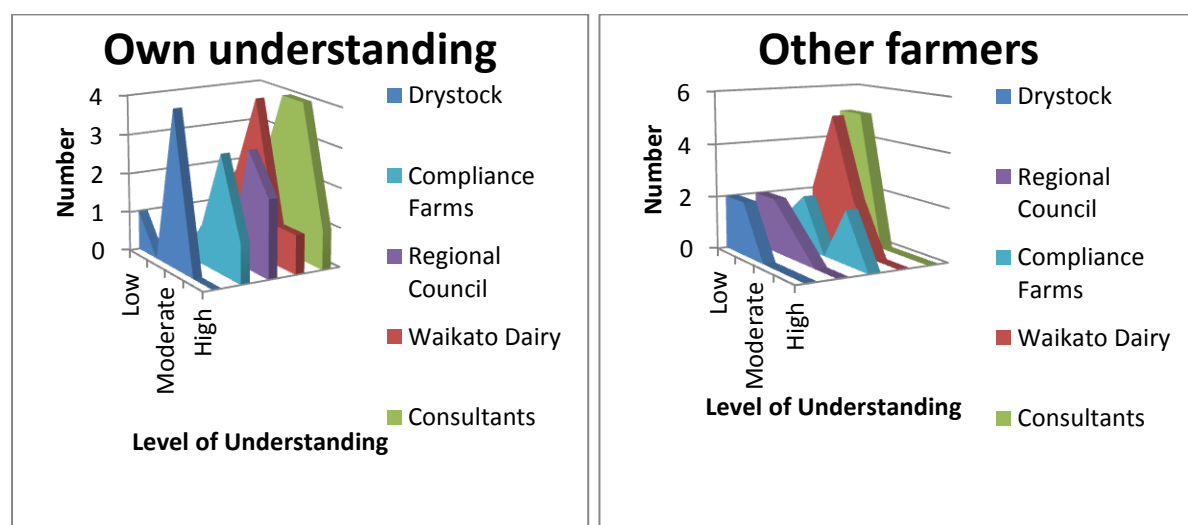 Own understanding
4
3
2
1
0
Number
Low
Moderate
High
Level of Understanding
Drystock
Compliance
Farms
Regional
Council
Waikato Dairy
Consultants
Other farmers
6
4
2
0
Number
Low
Moderate
High
Level of Understanding
Drystock
Regional
Council
Compliance
Farms
Waikato Dairy
Consultants